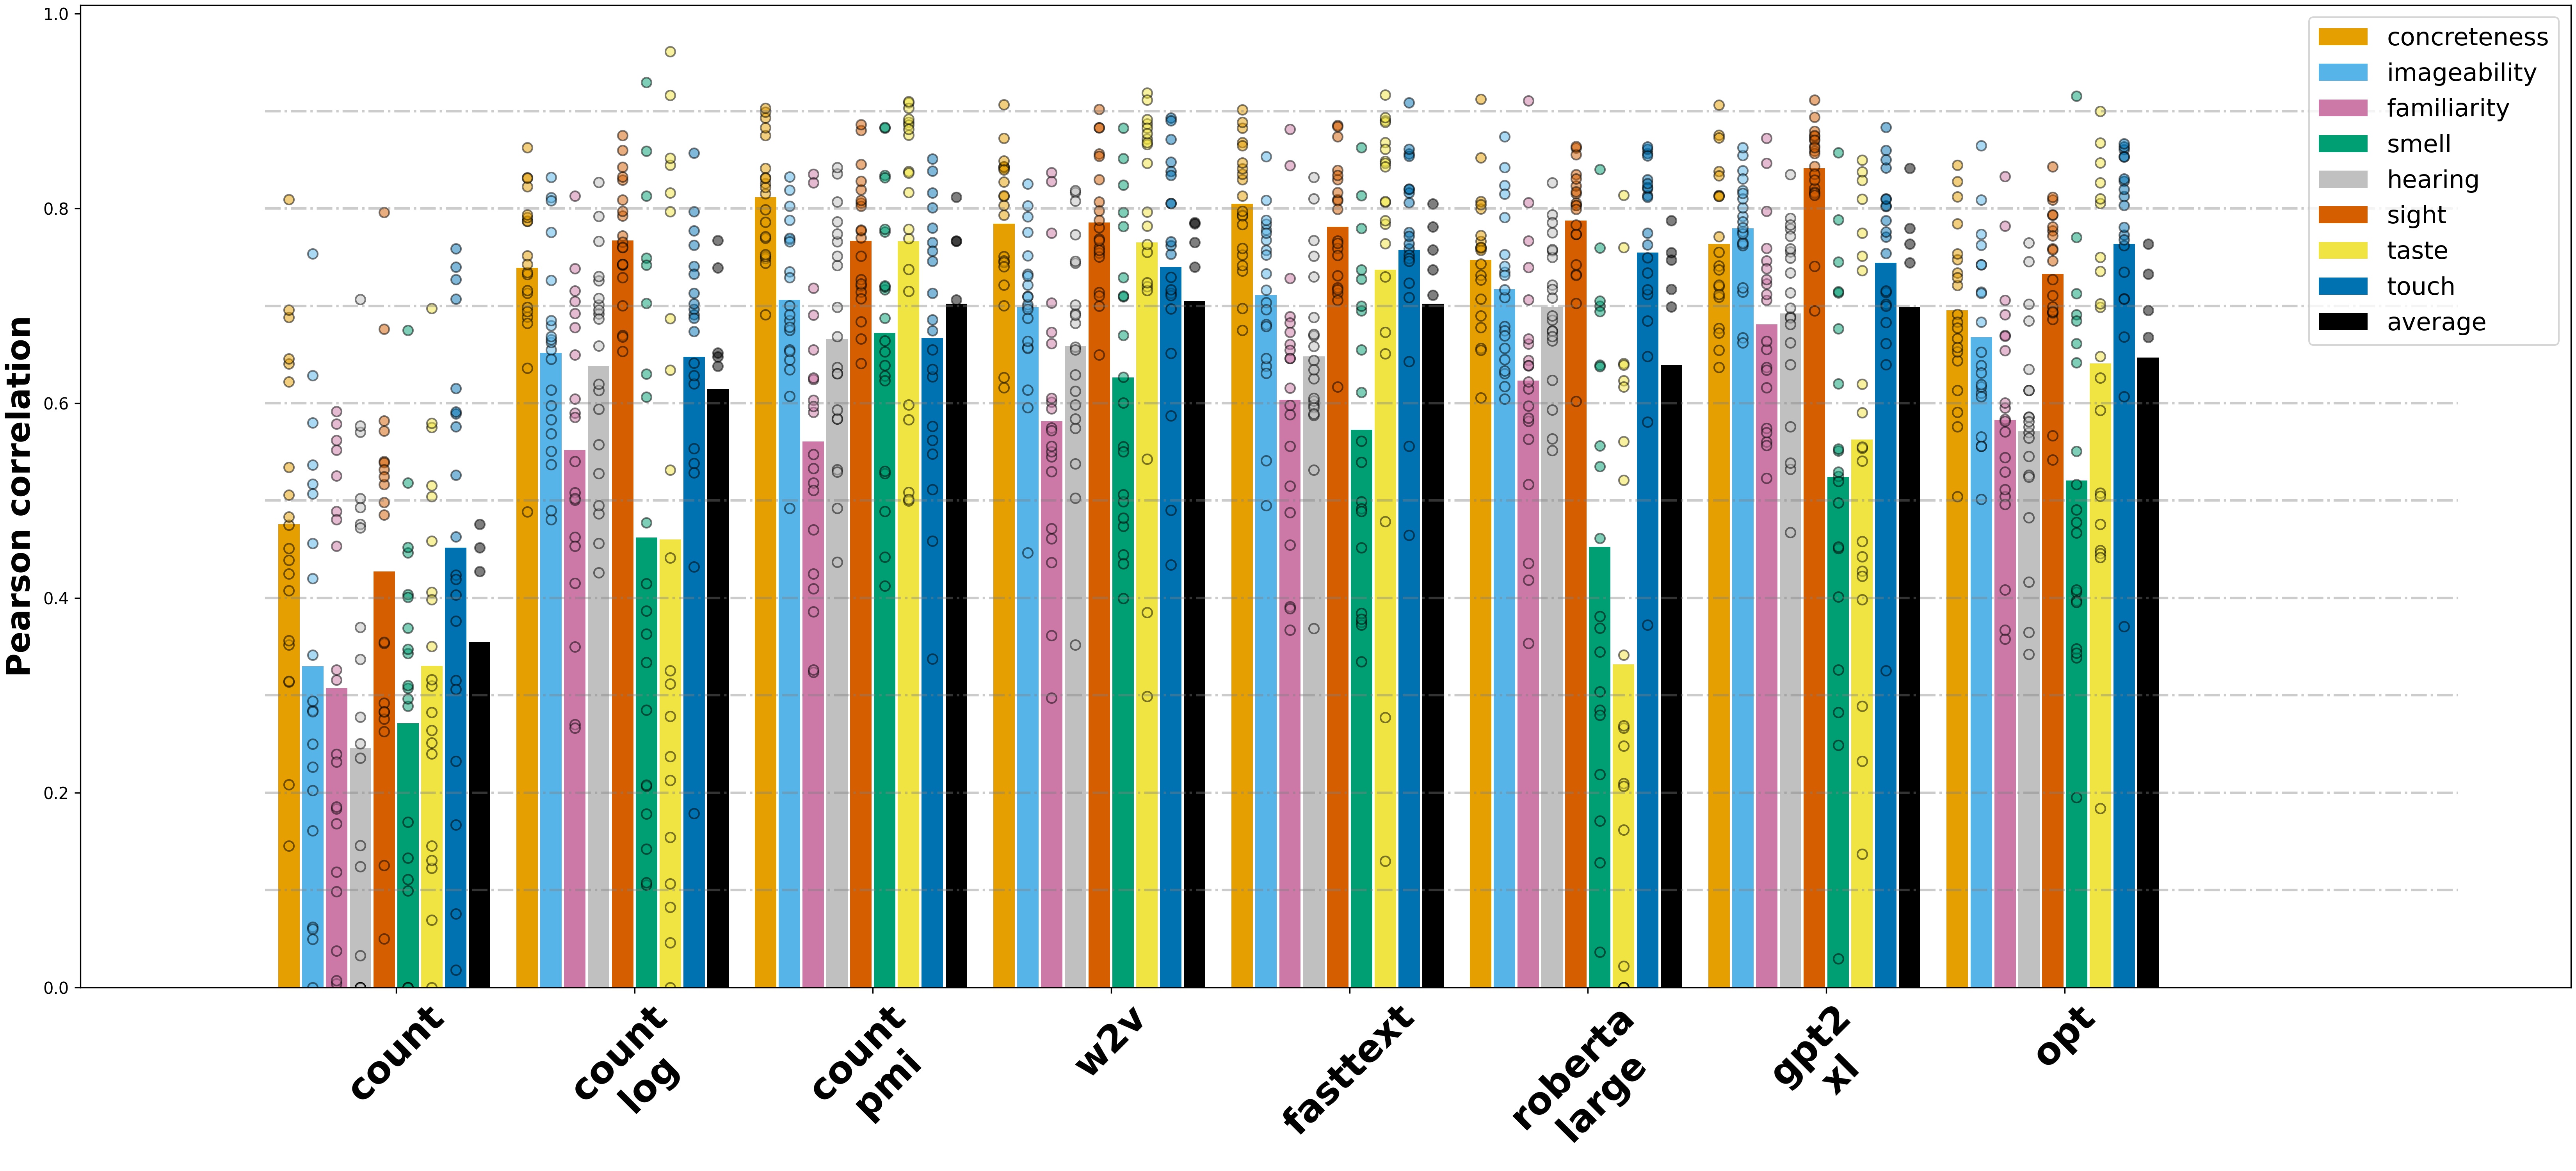 Pearson correlation
1.0
0.8
0.6
0.4
0.2
0.0
concreteness
imageability
familiarity
smell
hearing
sight
taste
touch
average
count
count
log
count
pmi
w2v
fasttext
roberta
large
gpt2
xl
opt